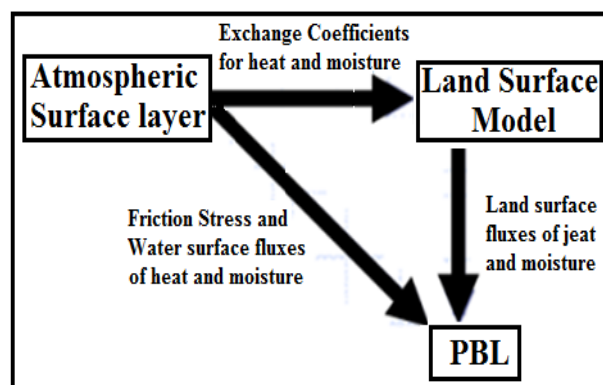 Exchange Coefficients
for heat and moisture
Atmospheric
Surface layer
Land Surface
Model
Friction Stress and
Water surface fluxes
of heat and moisture
Land surface
fluxes of jeat
and moisture
PBL